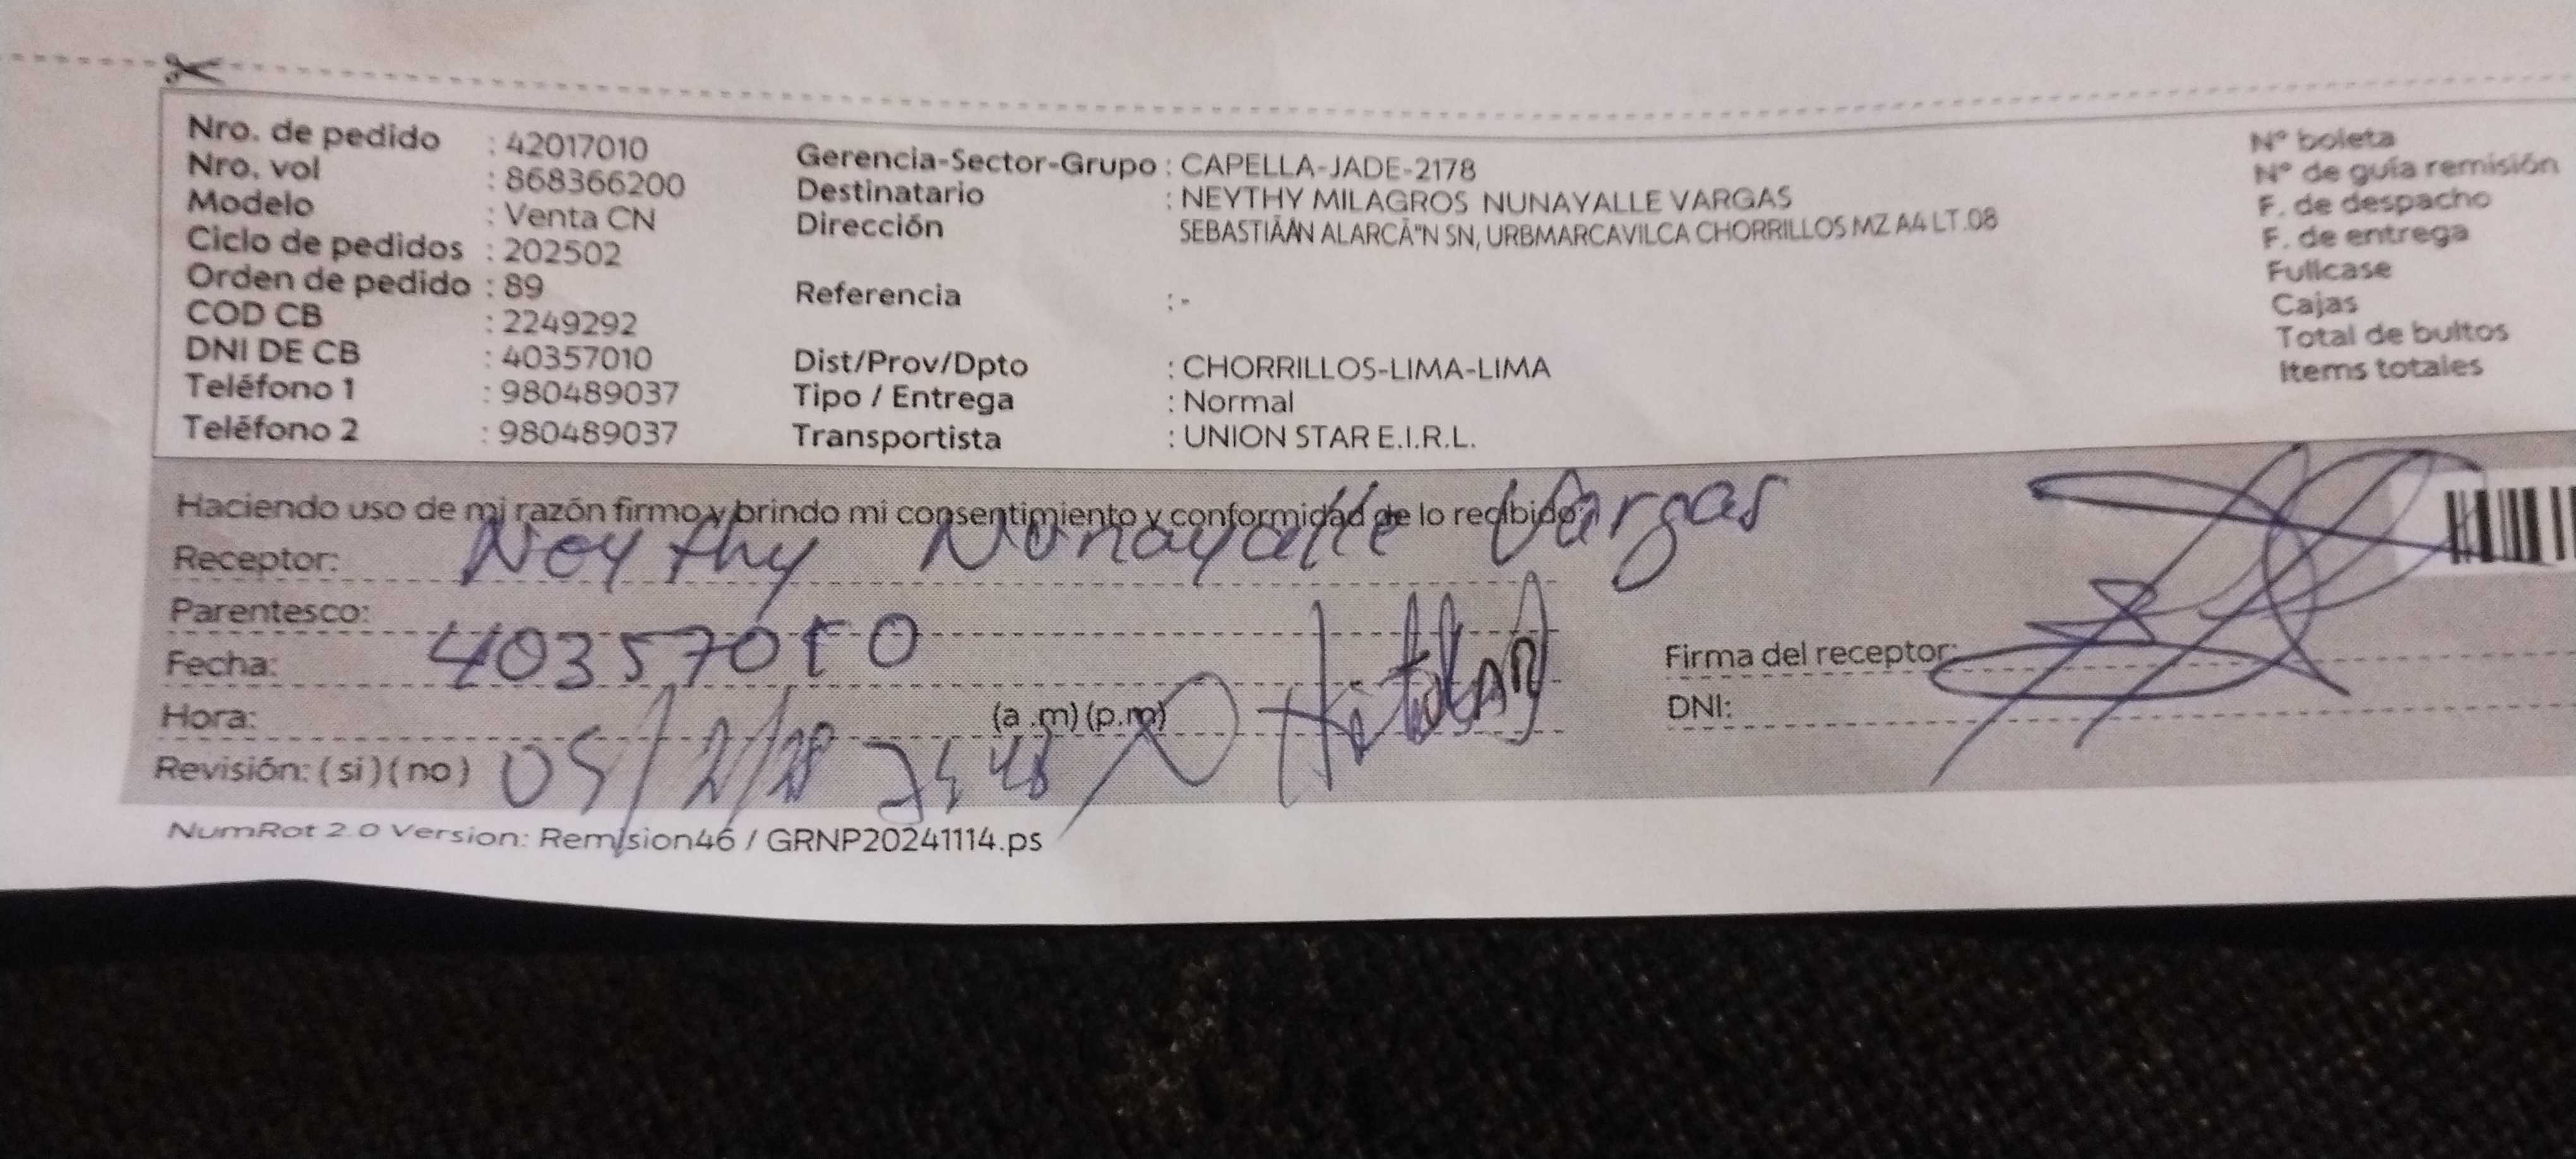 Nro. de pedido : 42017010
Nro. vol : 868366200
Modelo : Venta CN
Ciclo de pedidos : 202502
Orden de pedido : 89
COD CB : 2249292
DNI DE CB : 40357010
Teléfono 1 : 980489037
Teléfono 2 : 980489037
Gerencia-Sector-Grupo : CAPELLA-JADE-2178
Destinatario : NEYTHY MILAGROS NUNAYALLE VARGAS
Dirección SEBASTIÃÁN ALARCÃ"N SN, URBMARCAVILCA CHORRILLOS MZ A4 LT.08
Referencia : -
Dist/Prov/Dpto : CHORRILLOS-LIMA-LIMA
Tipo / Entrega : Normal
Transportista : UNION STAR E.I.R.L.
N° boleta
N° de guía remisión
F. de despacho
F. de entrega
Fullcase
Cajas
Total de bultos
Items totales
Haciendo uso de mi razón firmo y brindo mi consentimiento y conformidad de lo recibido:
Receptor: Neythy Nunayalle Vargas
Parentesco:
Fecha: 40357010
Hora: (a .m) (p.m)
Revisión: ( si ) ( no ) 05/2/
Titular
Firma del receptor:
DNI:
NumRot 2.0 Version: Remision46 / GRNP20241114.ps